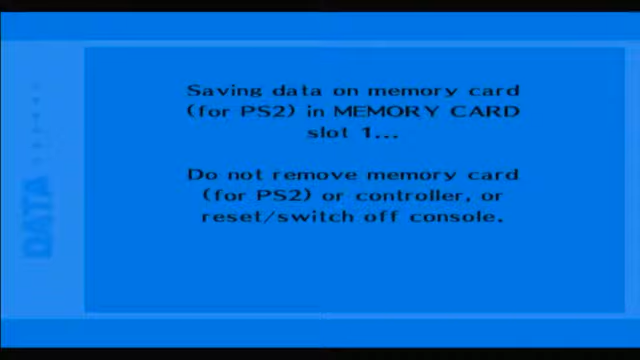 Saving data on memory card
(for PS2) in MEMORY CARD
slot 1...
Do not remove memory card
(for PS2) or controller, or
reset/switch off console.
DATA